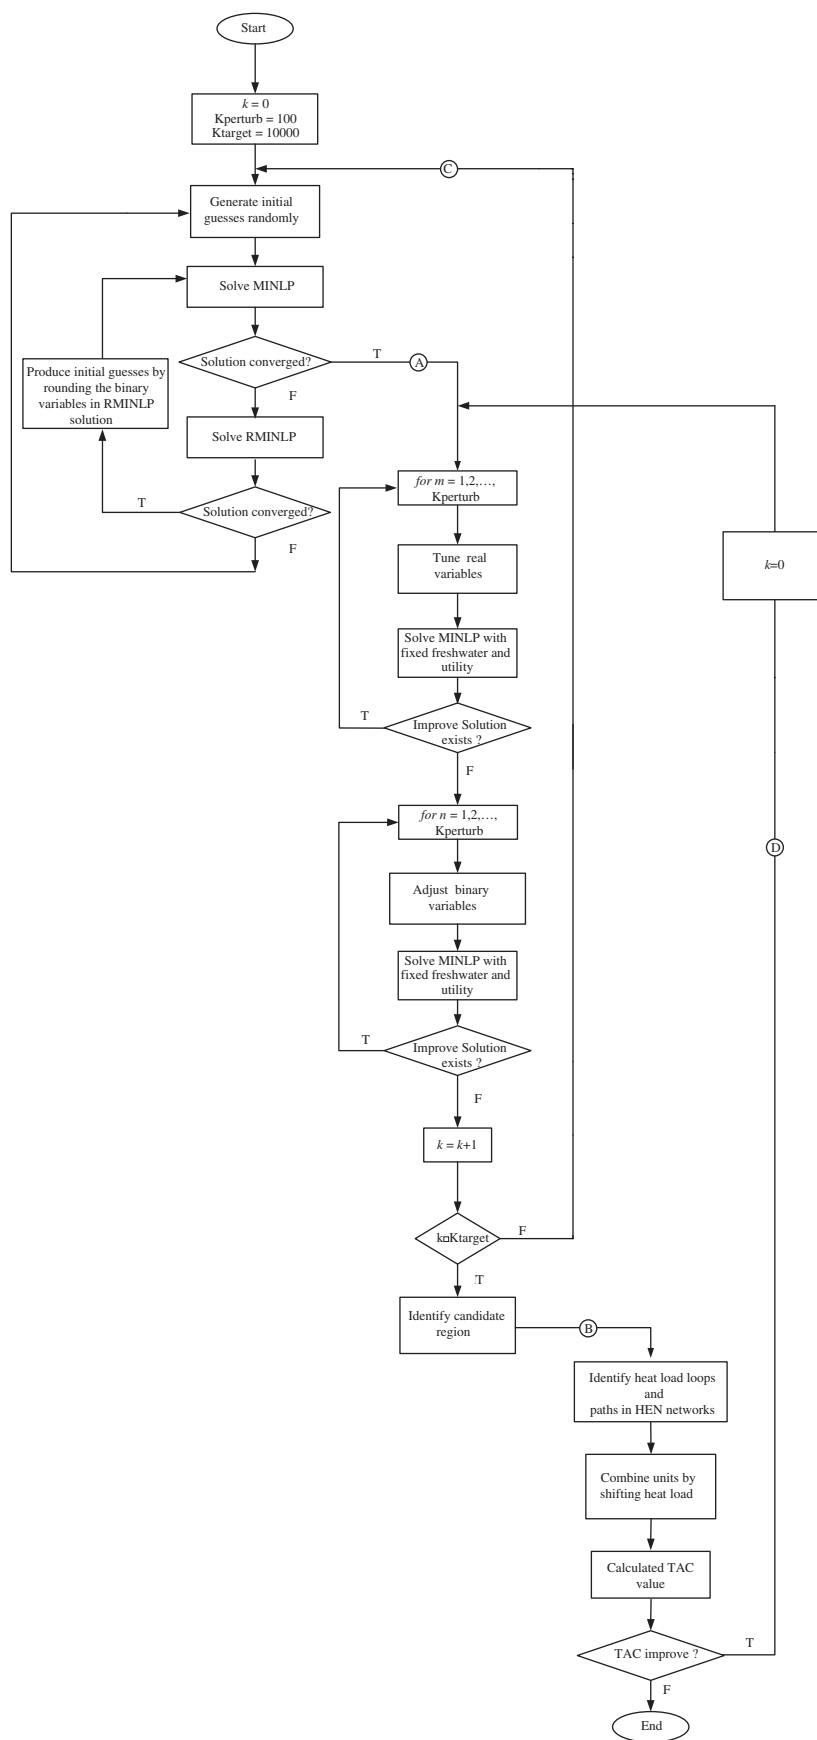 Start
k = 0
Kperturb = 100
Ktarget = 10000
C
Generate initial
guesses randomly
Solve MINLP
Solution converged?
T
A
F
Produce initial guesses by
rounding the binary
variables in RMINLP
solution
Solve RMINLP
Solution converged?
T
F
for m = 1,2,...,
Kperturb
Tune real
variables
k=0
Solve MINLP with
fixed freshwater and
utility
Improve Solution
exists ?
T
F
for n = 1,2,...,
Kperturb
D
Adjust binary
variables
Solve MINLP with
fixed freshwater and
utility
Improve Solution
exists ?
T
F
k = k+1
k□Ktarget
F
T
Identify candidate
region
B
Identify heat load loops
and
paths in HEN networks
Combine units by
shifting heat load
Calculated TAC
value
TAC improve ?
T
F
End